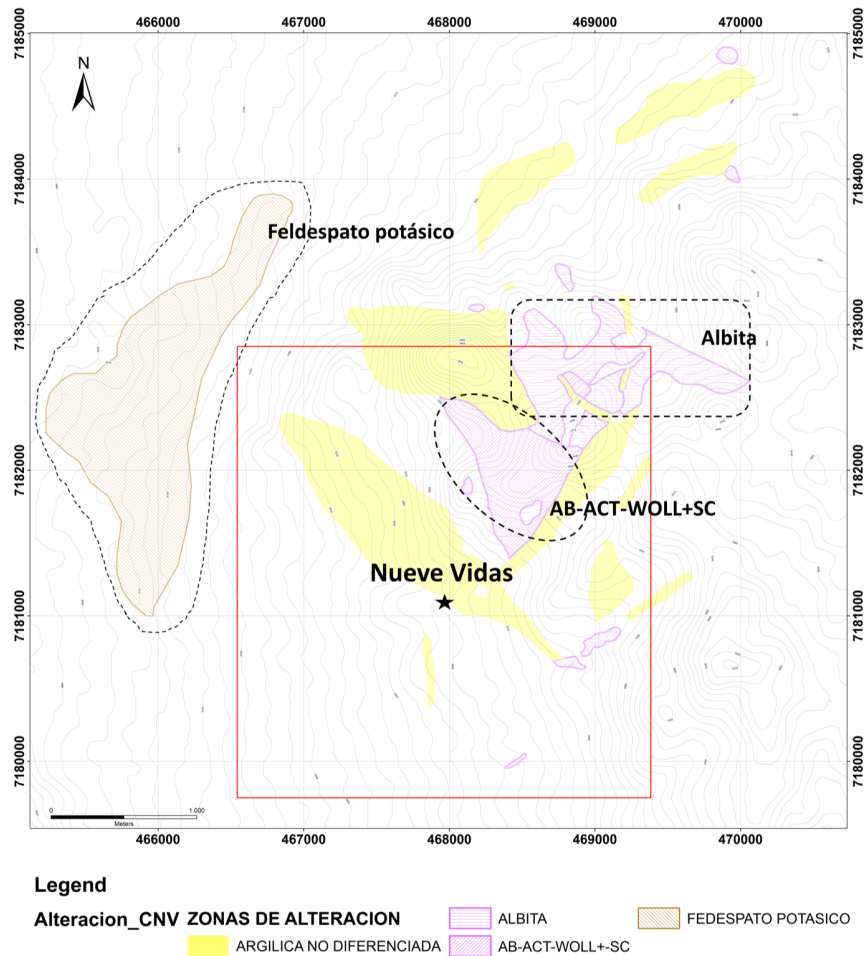 466000 467000 468000 469000 470000
7185000 7185000
N
7184000 7184000
Feldespato potásico
7183000 7183000
Albita
7182000 7182000
AB-ACT-WOLL+SC
Nueve Vidas
7181000 7181000
7180000 7180000
0 1.000
Meters
466000 467000 468000 469000 470000
Legend
Alteracion_CNV ZONAS DE ALTERACION ALBITA FEDESPATO POTASICO
ARGILICA NO DIFERENCIADA AB-ACT-WOLL+-SC